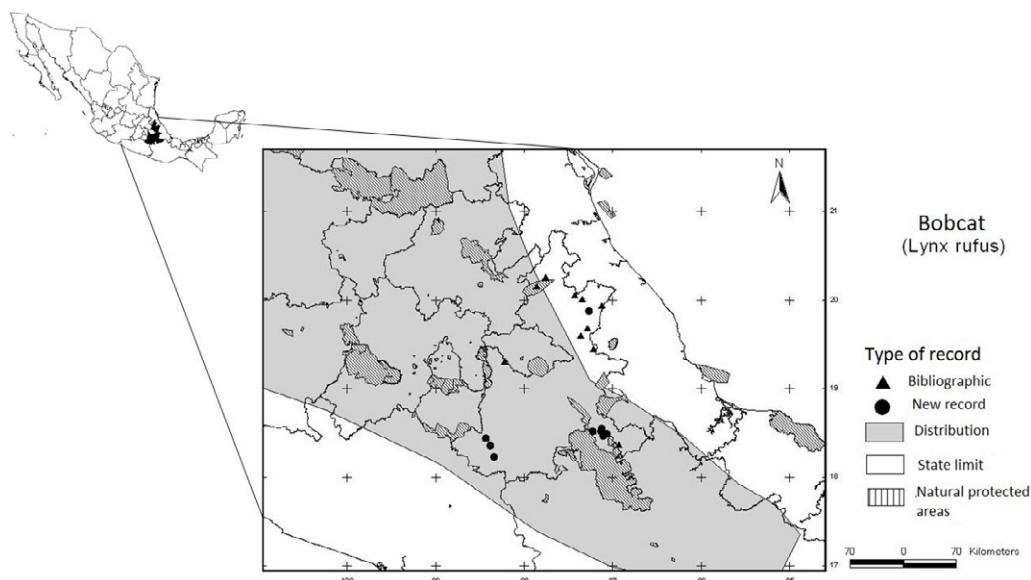 N
21
20
19
18
17
Bobcat
(Lynx rufus)
Type of record
Bibliographic
New record
Distribution
State limit
Natural protected
areas
70 0 70 Kilometers